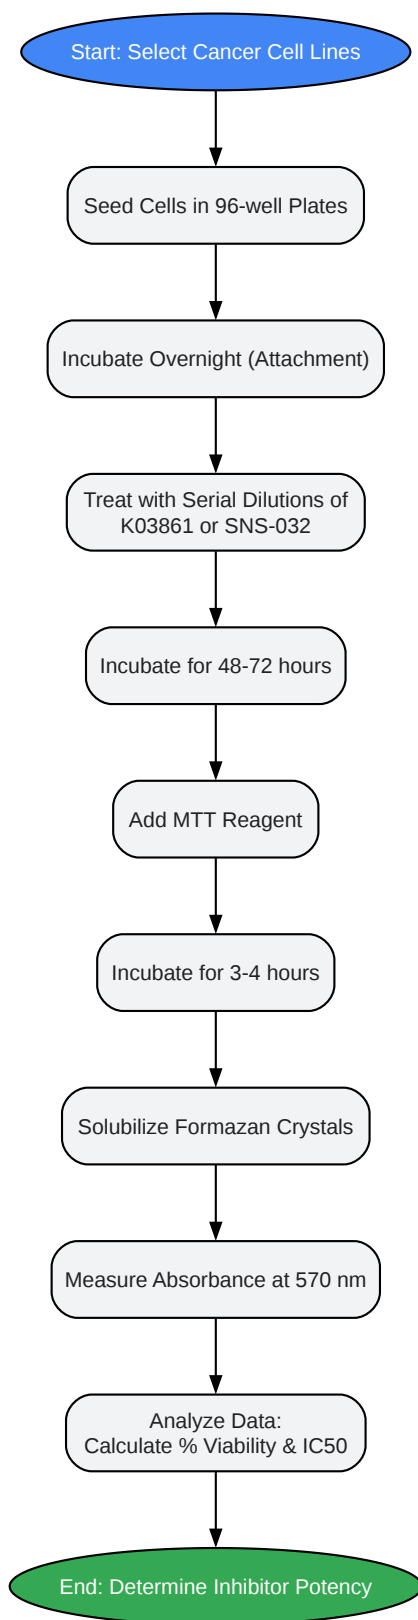 Start: Select Cancer Cell Lines
Seed Cells in 96-well Plates
Incubate Overnight (Attachment)
Treat with Serial Dilutions of
K03861 or SNS-032
Incubate for 48-72 hours
Add MTT Reagent
Incubate for 3-4 hours
Solubilize Formazan Crystals
Measure Absorbance at 570 nm
Analyze Data:
Calculate % Viability & IC50
End: Determine Inhibitor Potency